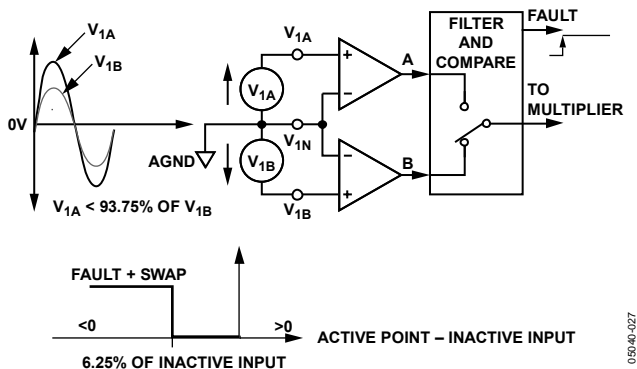 V1A
V1B
0V
V1A < 93.75% OF V1B
AGND
V1A
V1A
V1N
V1B
V1B
+
−
−
+
A
B
FILTER
AND
COMPARE
FAULT
TO
MULTIPLIER
FAULT + SWAP
<0
>0
ACTIVE POINT – INACTIVE INPUT
6.25% OF INACTIVE INPUT
05040-027